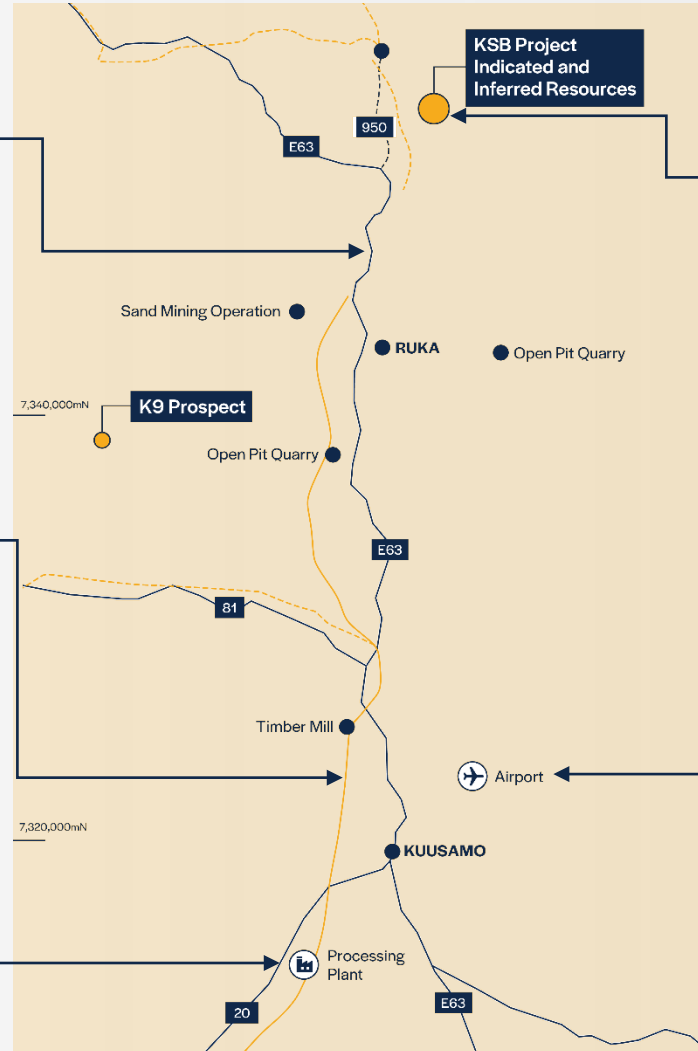 KSB Project
Indicated and
Inferred Resources
950
E63
Sand Mining Operation
RUKA
Open Pit Quarry
7,340,000mN
K9 Prospect
Open Pit Quarry
E63
81
Timber Mill
Airport
7,320,000mN
KUUSAMO
Processing
Plant
E63
20